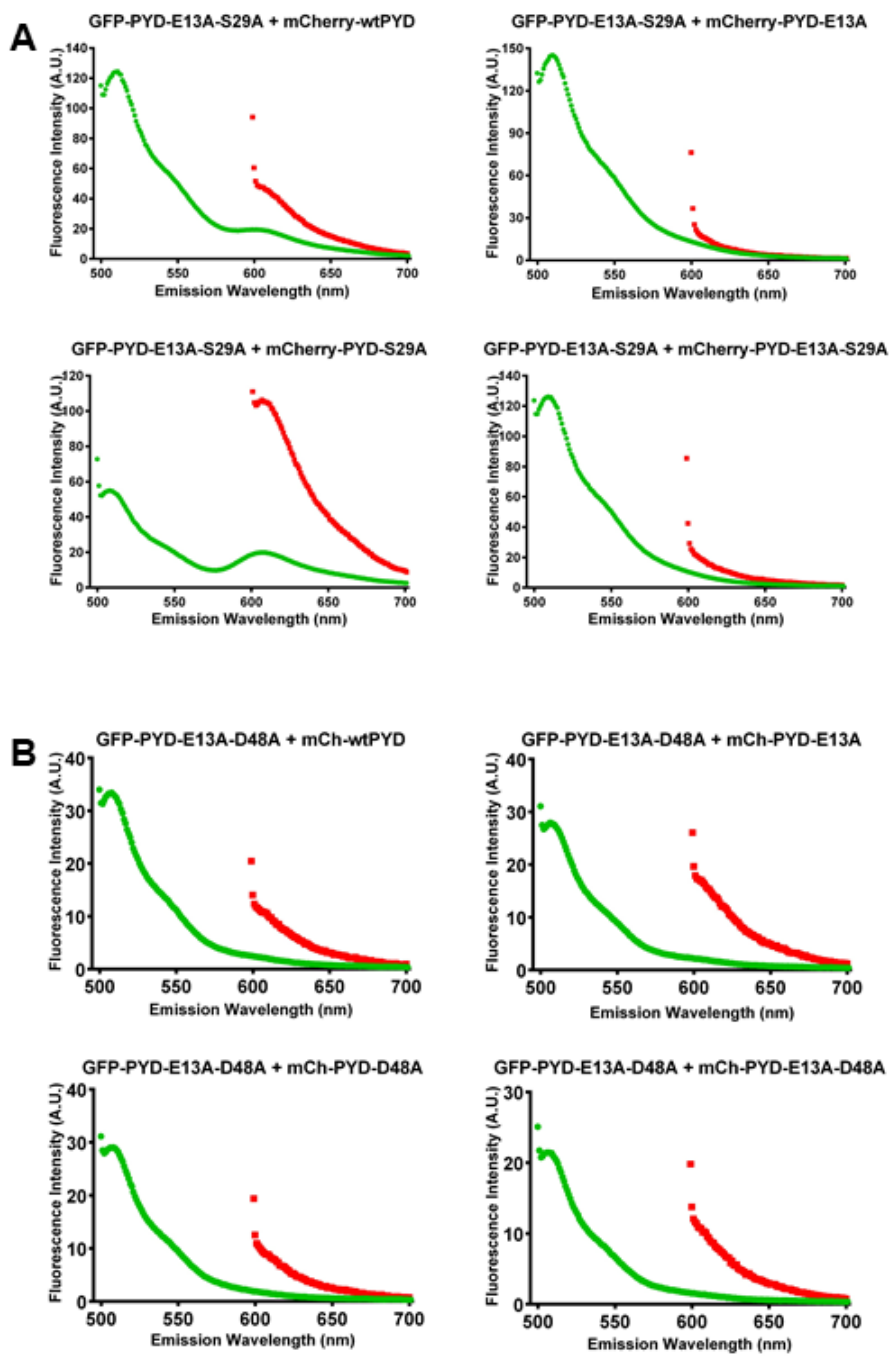 A
GFP-PYD-E13A-S29A + mCherry-wtPYD
Fluorescence Intensity (A.U.)
140
120
100
80
60
40
20
0
500 550 600 650 700
Emission Wavelength (nm)
GFP-PYD-E13A-S29A + mCherry-PYD-E13A
Fluorescence Intensity (A.U.)
150
120
90
60
30
0
500 550 600 650 700
Emission Wavelength (nm)
GFP-PYD-E13A-S29A + mCherry-PYD-S29A
Fluorescence Intensity (A.U.)
120
100
80
60
40
20
0
500 550 600 650 700
Emission Wavelength (nm)
GFP-PYD-E13A-S29A + mCherry-PYD-E13A-S29A
Fluorescence Intensity (A.U.)
140
120
100
80
60
40
20
0
500 550 600 650 700
Emission Wavelength (nm)
B
GFP-PYD-E13A-D48A + mCh-wtPYD
Fluorescence Intensity (A.U.)
40
30
20
10
0
500 550 600 650 700
Emission Wavelength (nm)
GFP-PYD-E13A-D48A + mCh-PYD-E13A
Fluorescence Intensity (A.U.)
40
30
20
10
0
500 550 600 650 700
Emission Wavelength (nm)
GFP-PYD-E13A-D48A + mCh-PYD-D48A
Fluorescence Intensity (A.U.)
40
30
20
10
0
500 550 600 650 700
Emission Wavelength (nm)
GFP-PYD-E13A-D48A + mCh-PYD-E13A-D48A
Fluorescence Intensity (A.U.)
30
20
10
0
500 550 600 650 700
Emission Wavelength (nm)